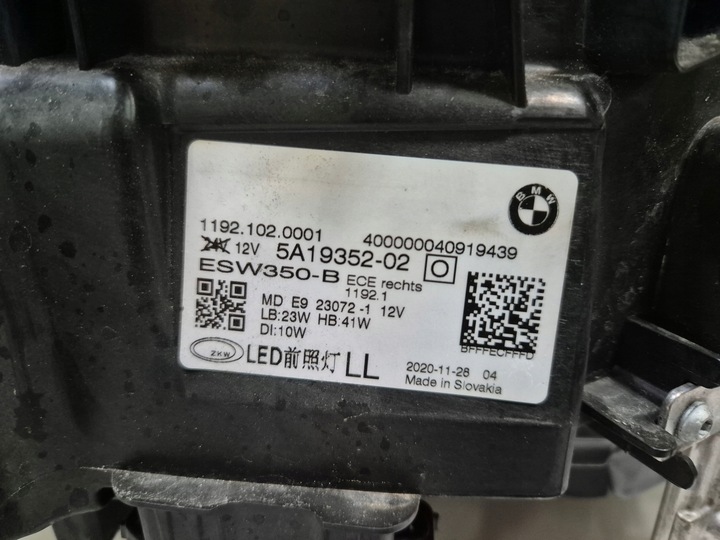 BMW
1192.102.0001
400000040919439
24V 12V 5A19352-02 O
ESW350-B ECE rechts
1192.1
MD E9 23072-1 12V
LB:23W HB:41W
DI:10W
BFFFECFFFD
ZKW LED前照灯 LL
2020-11-28 04
Made in Slovakia